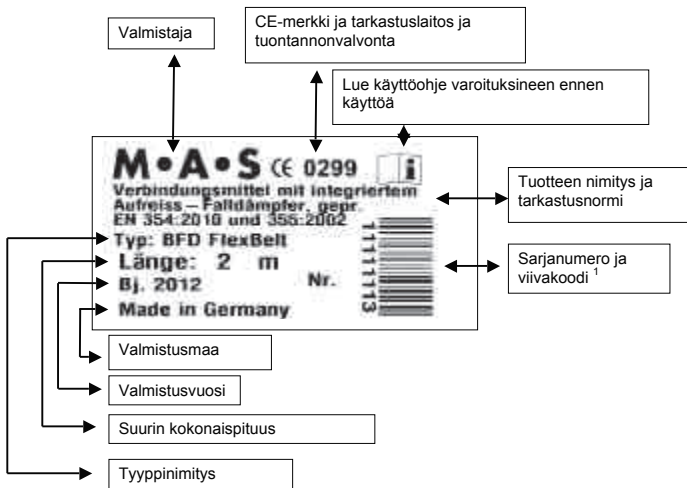 Valmistaja
CE-merkki ja tarkastuslaitos ja
tuontannonvalvonta
Lue käyttöohje varoituksineen ennen
käyttöä
M•A•S CE 0299 i
Verbindungsmittel mit integriertem
Aufreiss – Falldämpfer, gepr.
EN 354:2010 und 355:2002
Typ: BFD FlexBelt
Länge: 2 m
Bj. 2012 Nr.
Made in Germany
11111113
Tuotteen nimitys ja
tarkastusnormi
Sarjanumero ja
viivakoodi 1
Valmistusmaa
Valmistusvuosi
Suurin kokonaispituus
Tyyppinimitys